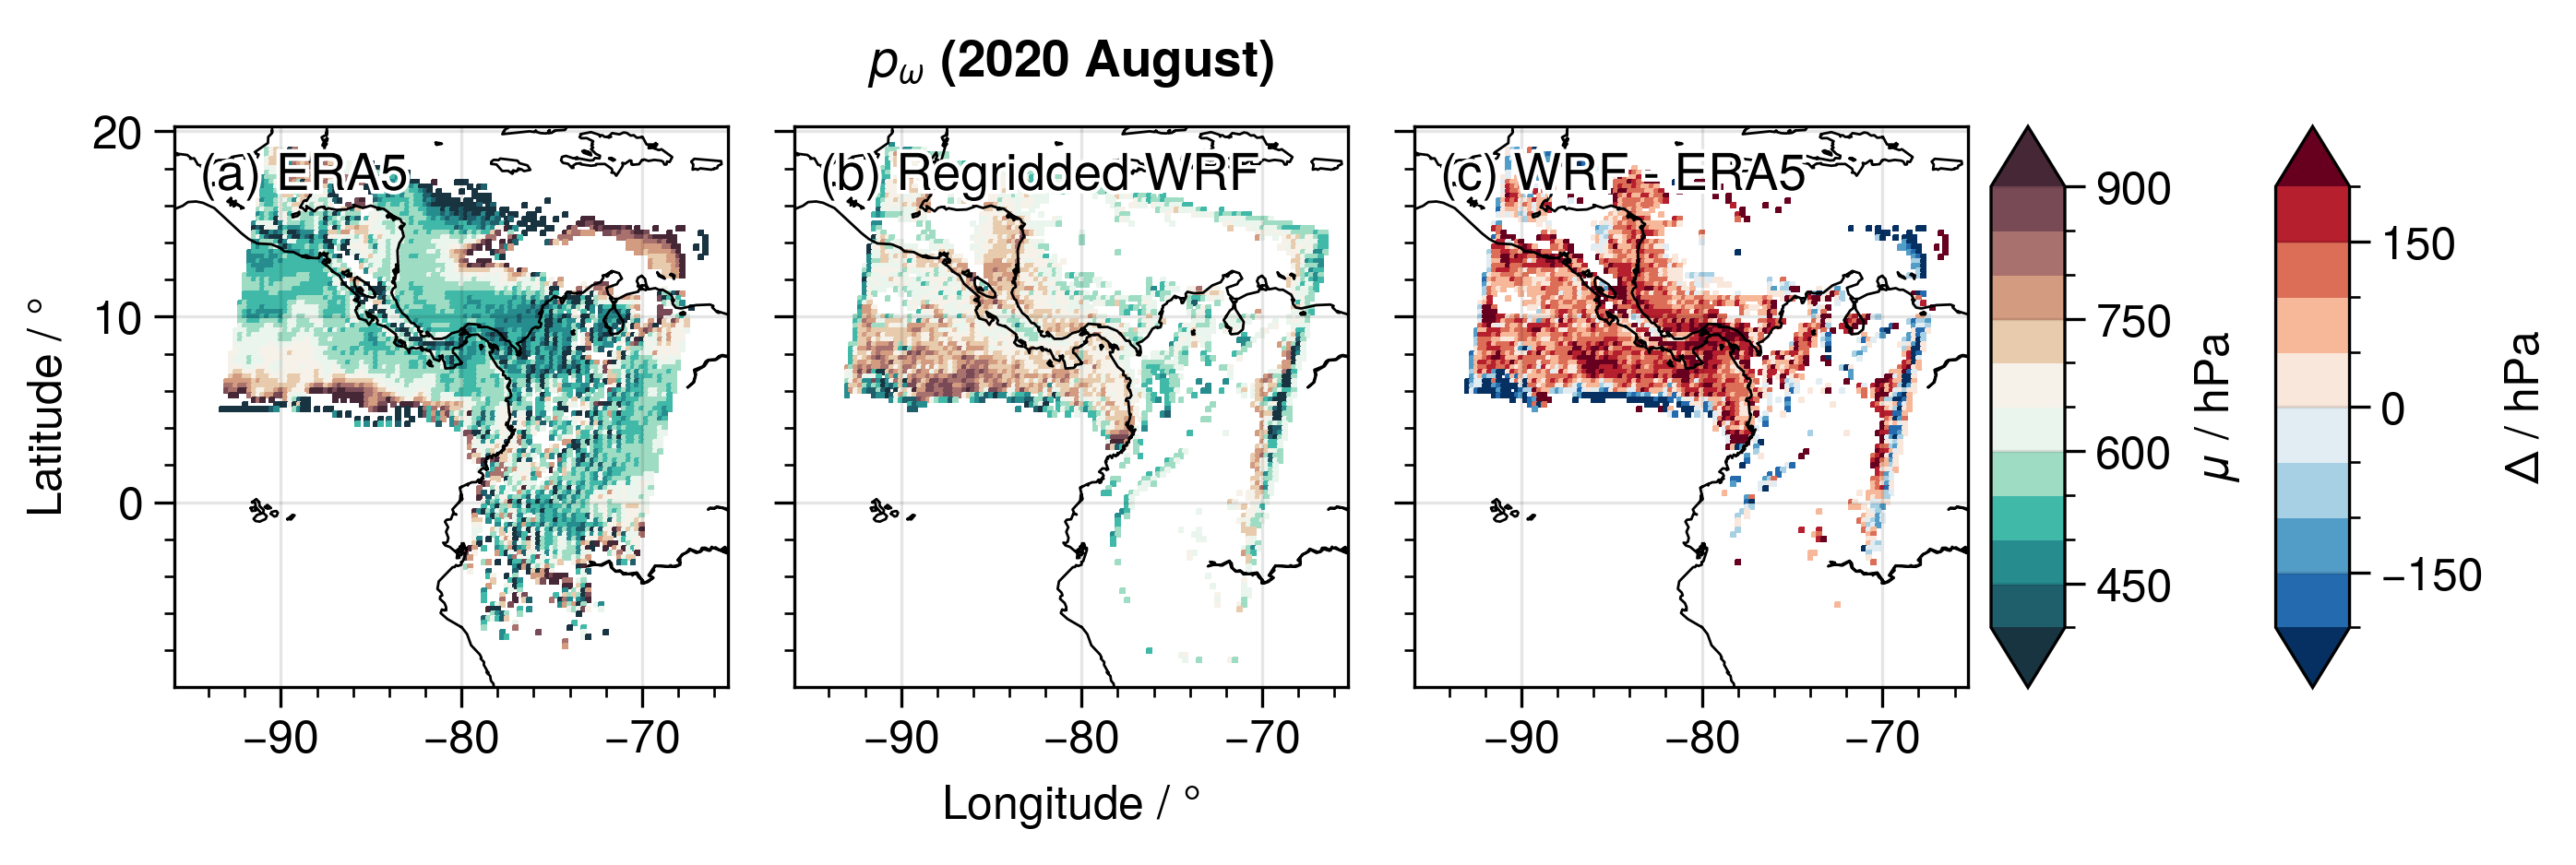 pω (2020 August)
(a) ERA5
(b) Regridded WRF
(c) WRF - ERA5
20
10
0
Latitude / °
−90
−80
−70
−90
−80
−70
−90
−80
−70
Longitude / °
900
750
600
450
μ / hPa
150
0
−150
Δ / hPa